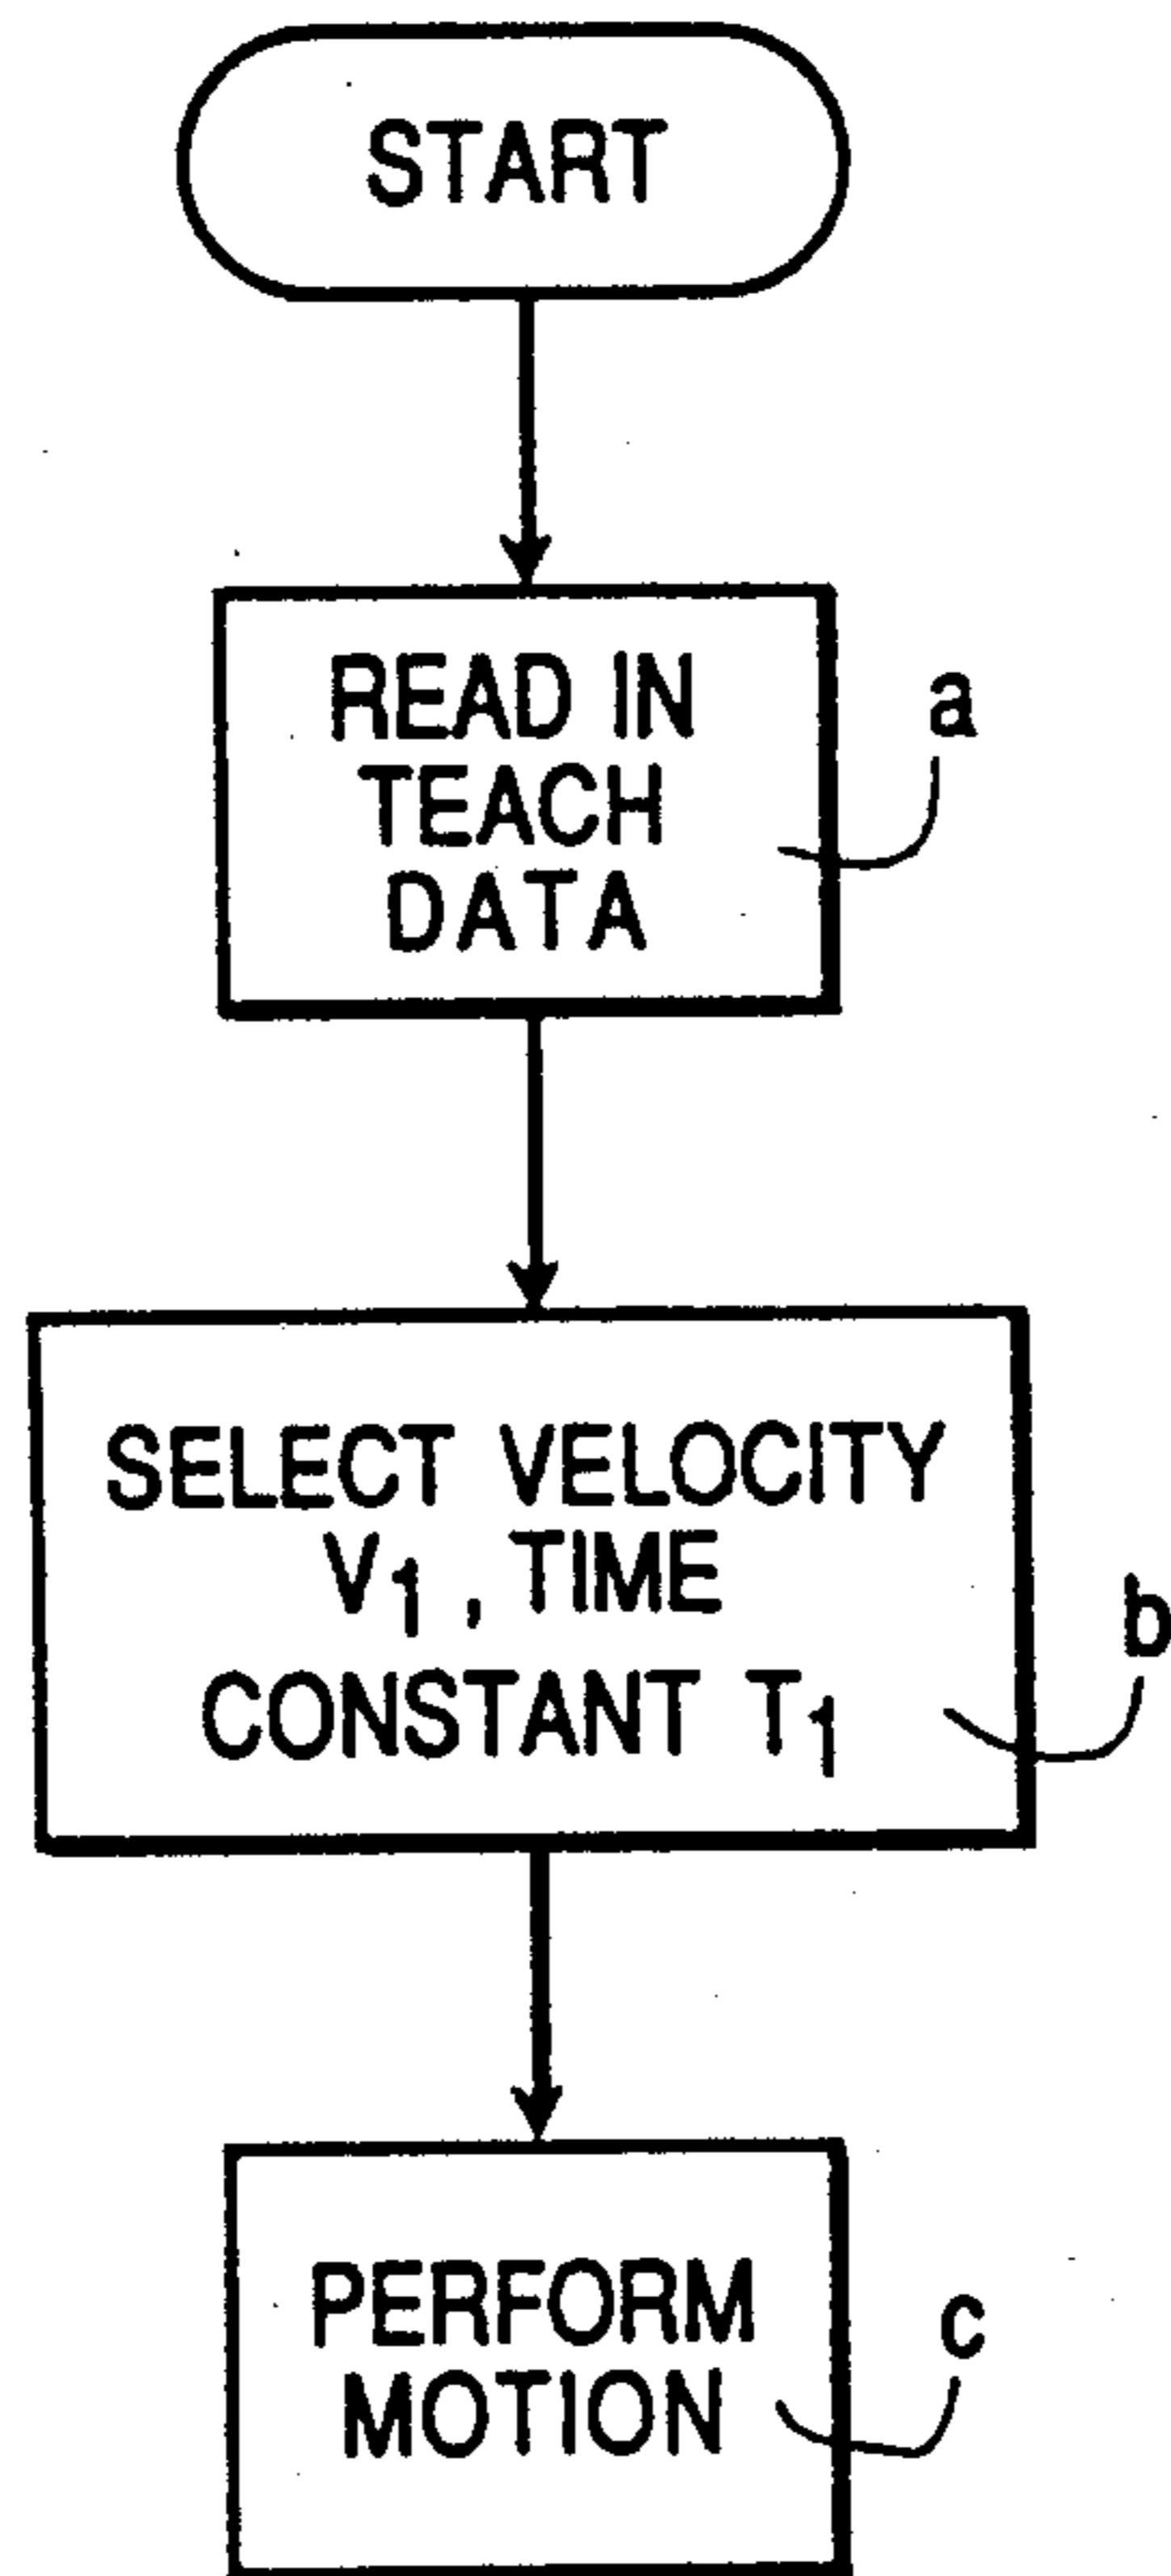 START
READ IN
TEACH
DATA
a
SELECT VELOCITY
V₁, TIME
CONSTANT T₁
b
PERFORM
MOTION
c